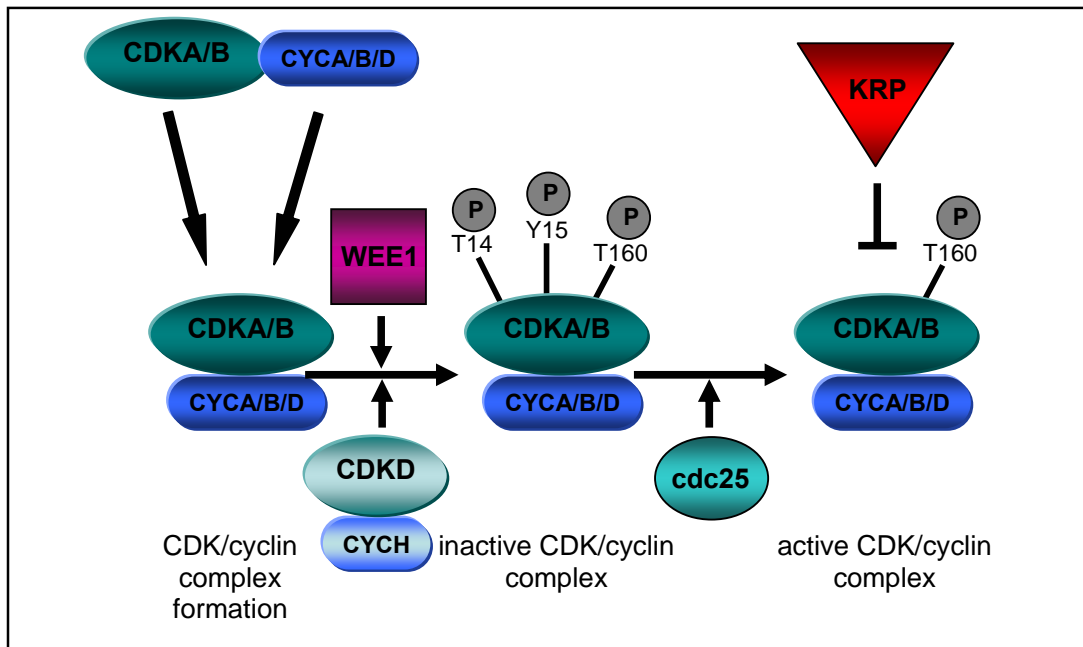 CDKA/B
CYCA/B/D
KRP
P
T14
P
Y15
P
T160
P
T160
WEE1
CDKA/B
CYCA/B/D
CDKA/B
CYCA/B/D
CDKA/B
CYCA/B/D
CDKD
CYCH
cdc25
CDK/cyclin
complex
formation
inactive CDK/cyclin
complex
active CDK/cyclin
complex